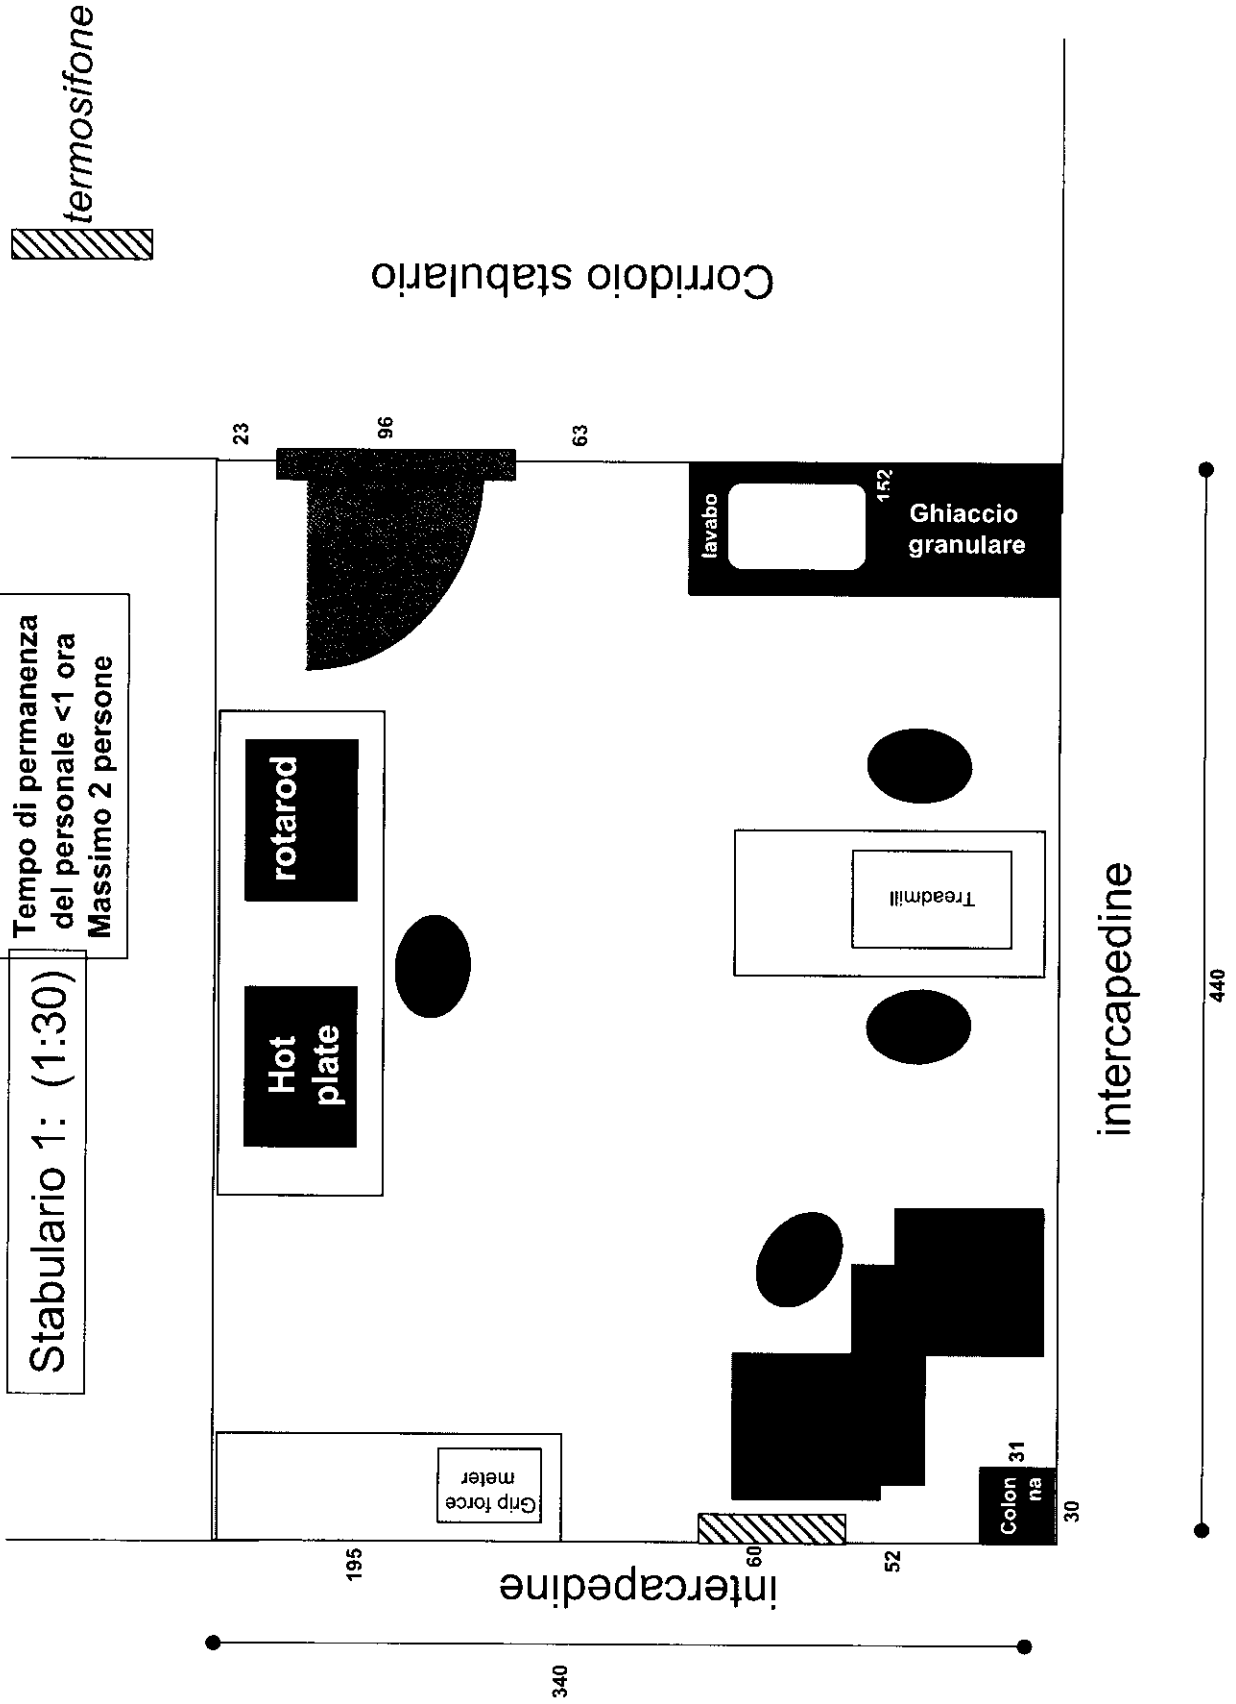 Stabulario 1: (1:30)
Tempo di permanenza
del personale <1 ora
Massimo 2 persone
termosifone
Hot
plate
rotarod
23
96
63
Corridoio stabulario
195
Grip force
meter
intercapedine
60
52
340
Colon
na
31
30
Treadmill
lavabo
152
Ghiaccio
granulare
intercapedine
440